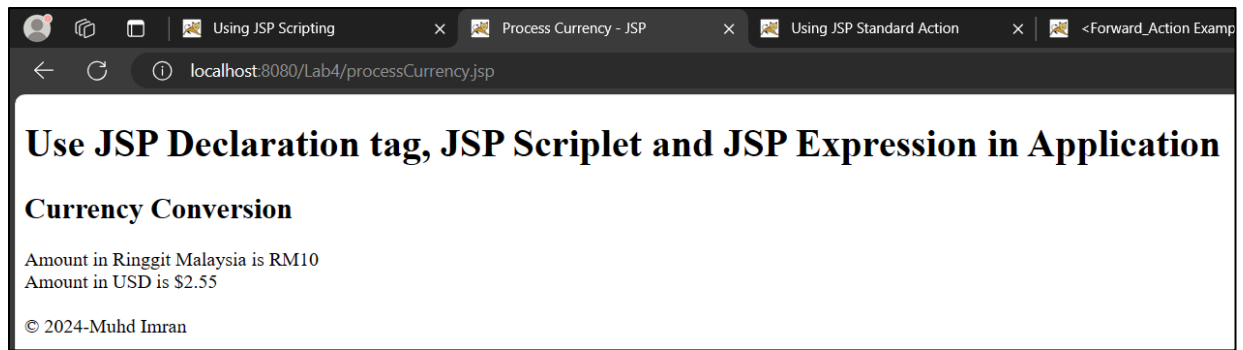 Using JSP Scripting
Process Currency - JSP
Using JSP Standard Action
<Forward_Action Examp
localhost:8080/Lab4/processCurrency.jsp
Use JSP Declaration tag, JSP Scriplet and JSP Expression in Application
Currency Conversion
Amount in Ringgit Malaysia is RM10
Amount in USD is $2.55
© 2024-Muhd Imran